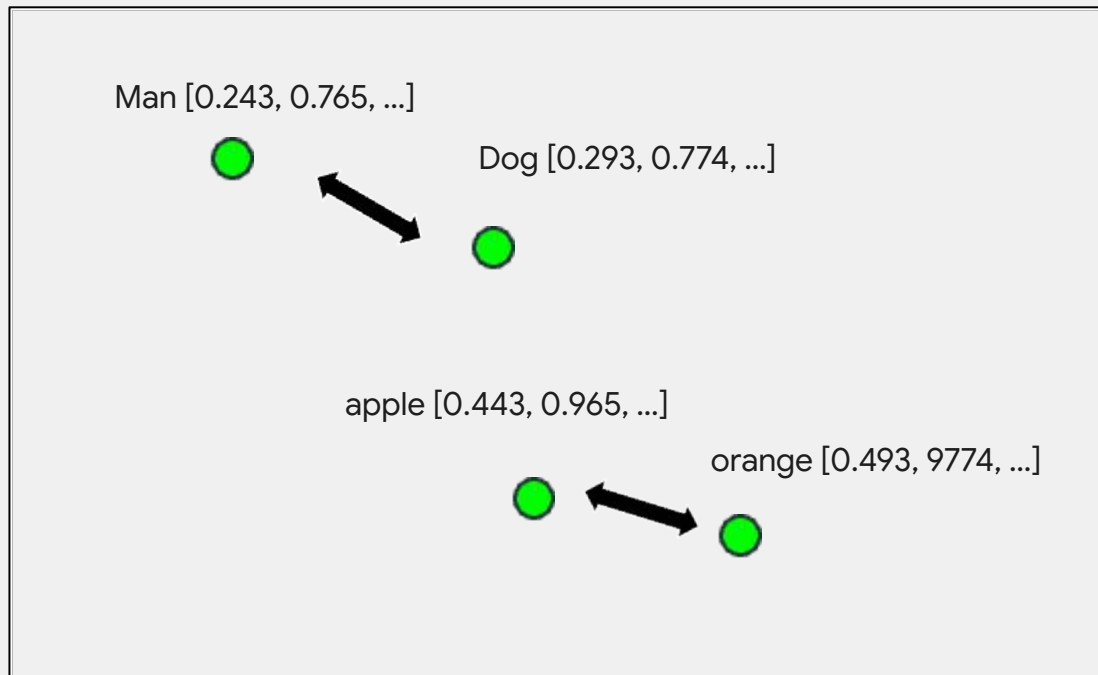 Man [0.243, 0.765, ...]
Dog [0.293, 0.774, ...]
apple [0.443, 0.965, ...]
orange [0.493, 9774, ...]